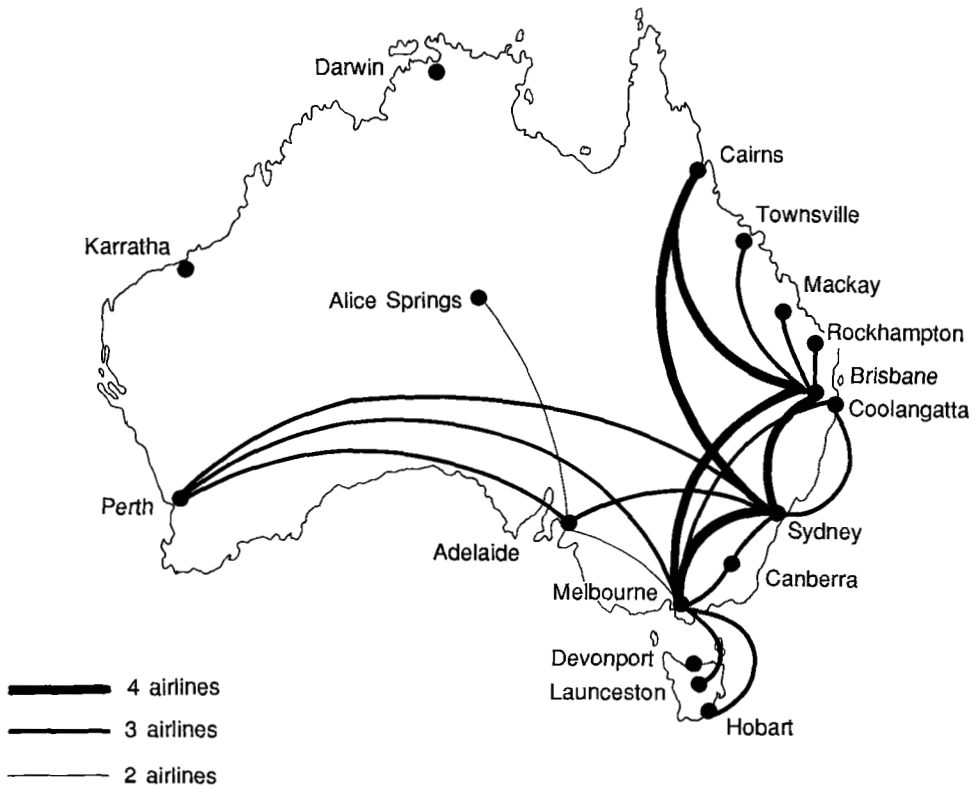 Darwin
Cairns
Townsville
Karratha
Mackay
Alice Springs
Rockhampton
Brisbane
Coolangatta
Perth
Sydney
Adelaide
Canberra
Melbourne
Devonport
Launceston
Hobart
4 airlines
3 airlines
2 airlines